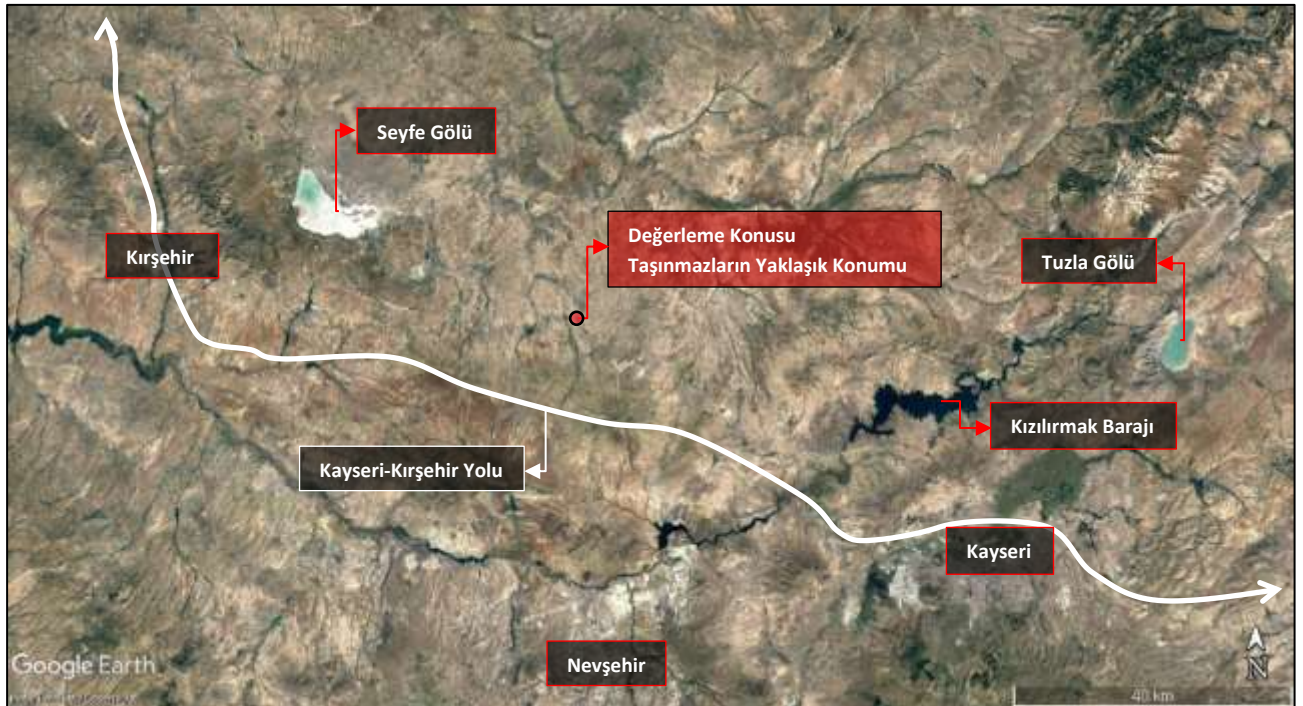 Seyfe Gölü
Değerleme Konusu
Taşınmazların Yaklaşık Konumu
Kırşehir
Tuzla Gölü
Kızılırmak Barajı
Kayseri-Kırşehir Yolu
Kayseri
Nevşehir
Google Earth
N
40 km